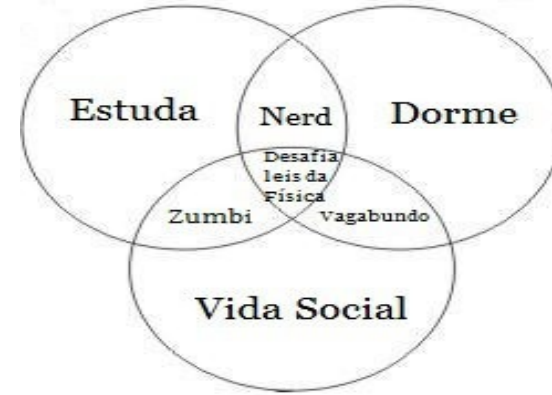 Estuda
Nerd
Dorme
Desafia
leis da
Física
Zumbi
Vagabundo
Vida Social